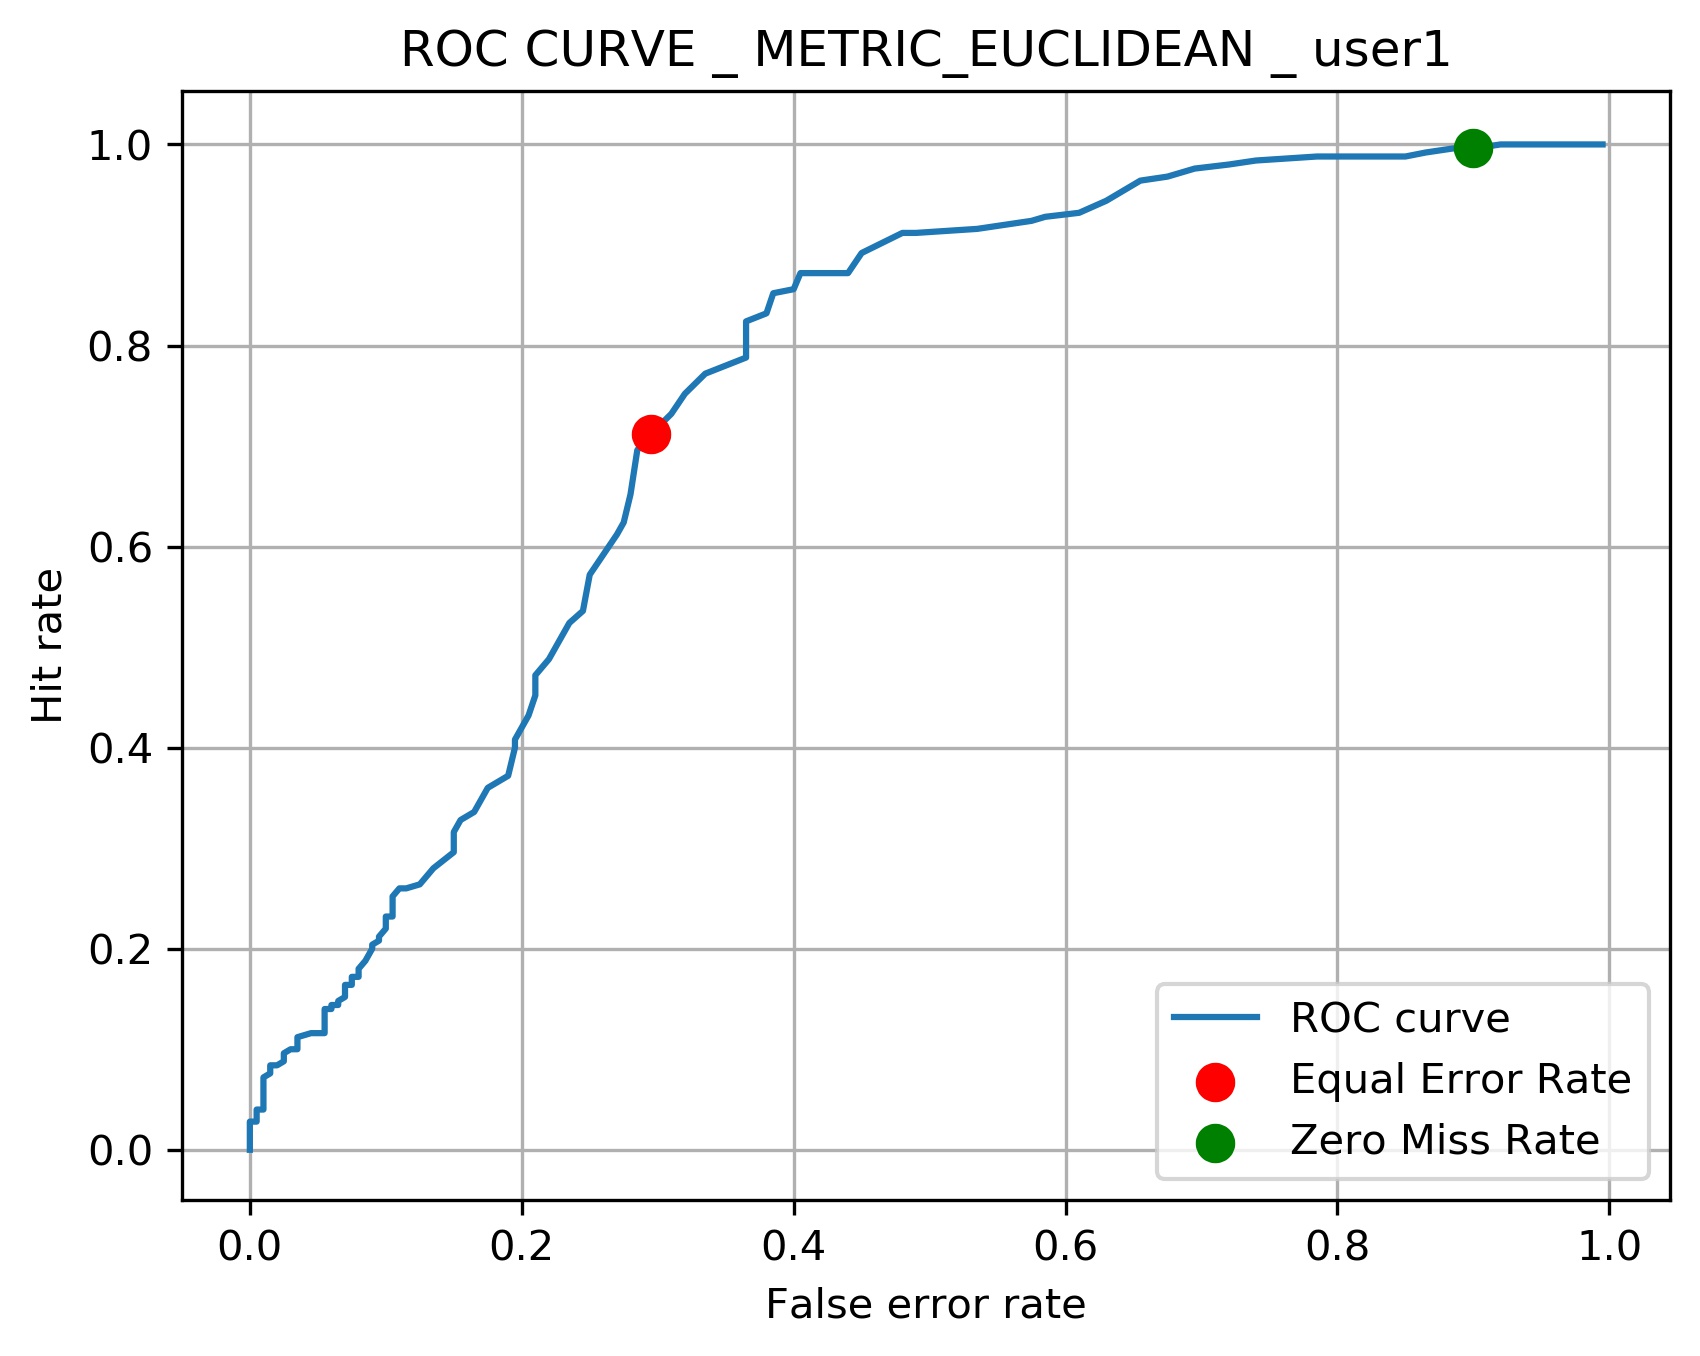 ROC CURVE _ METRIC_EUCLIDEAN _ user1
1.0
0.8
0.6
0.4
0.2
0.0
Hit rate
ROC curve
Equal Error Rate
Zero Miss Rate
0.0 0.2 0.4 0.6 0.8 1.0
False error rate